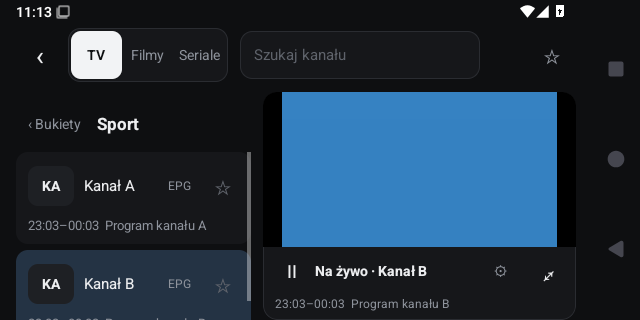 11:13
TV Filmy Seriale
Szukaj kanału
Bukiety Sport
KA Kanał A EPG
23:03–00:03 Program kanału A
KA Kanał B EPG
Na żywo · Kanał B
23:03–00:03 Program kanału B